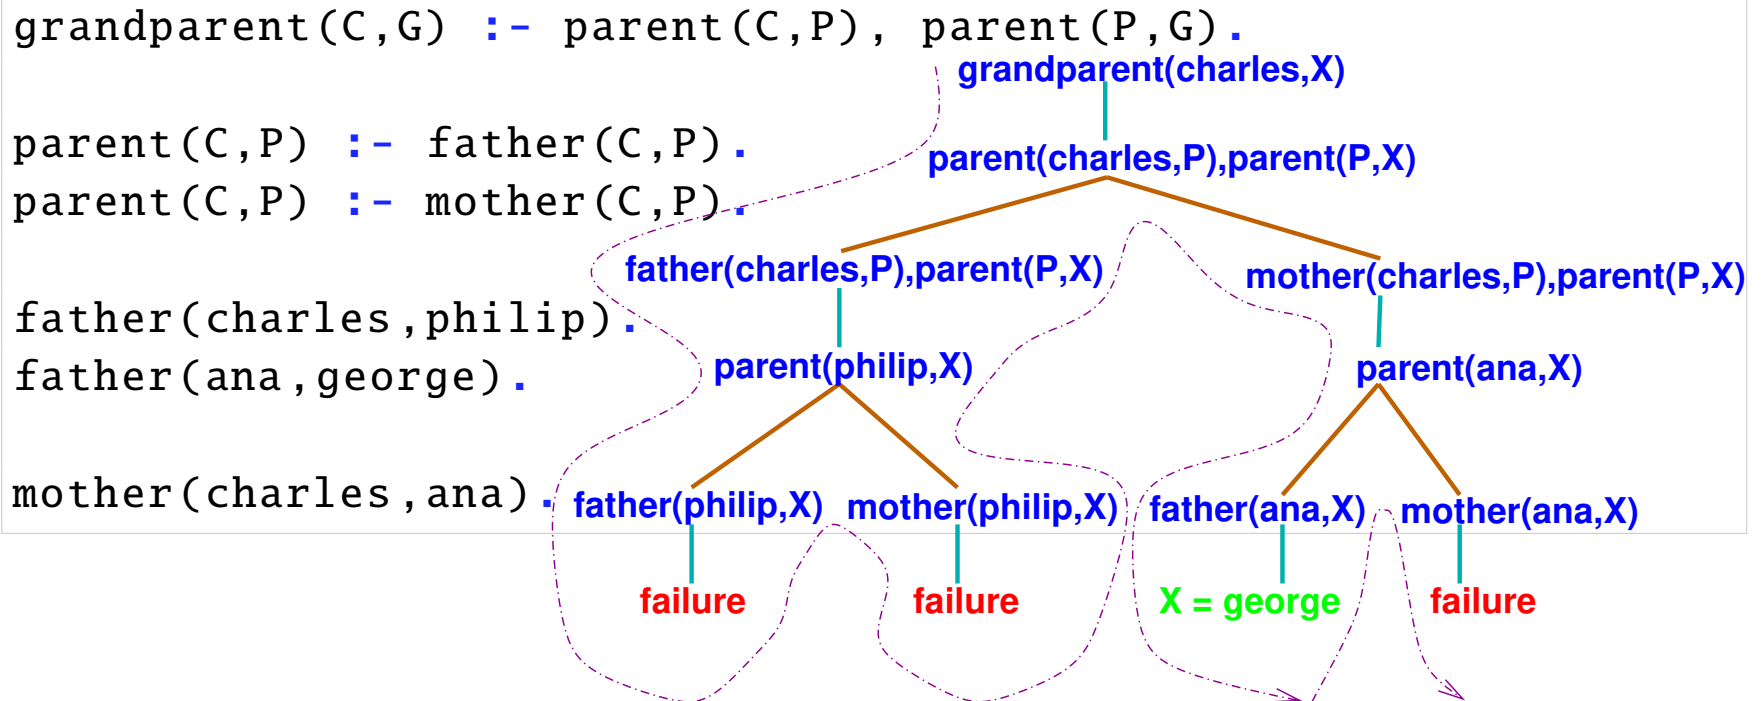 grandparent(C,G) :- parent(C,P), parent(P,G).
parent(C,P) :- father(C,P).
parent(C,P) :- mother(C,P).
father(charles,philip).
father(ana,george).
mother(charles,ana).
grandparent(charles,X)
parent(charles,P),parent(P,X)
father(charles,P),parent(P,X)
mother(charles,P),parent(P,X)
parent(philip,X)
parent(ana,X)
father(philip,X)
mother(philip,X)
father(ana,X)
mother(ana,X)
failure
failure
X = george
failure